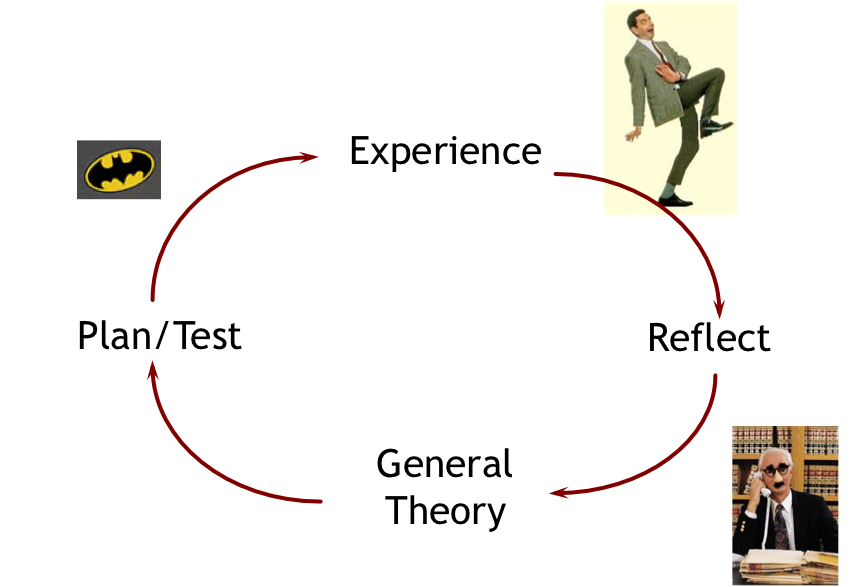 Experience
Plan/Test
Reflect
General
Theory